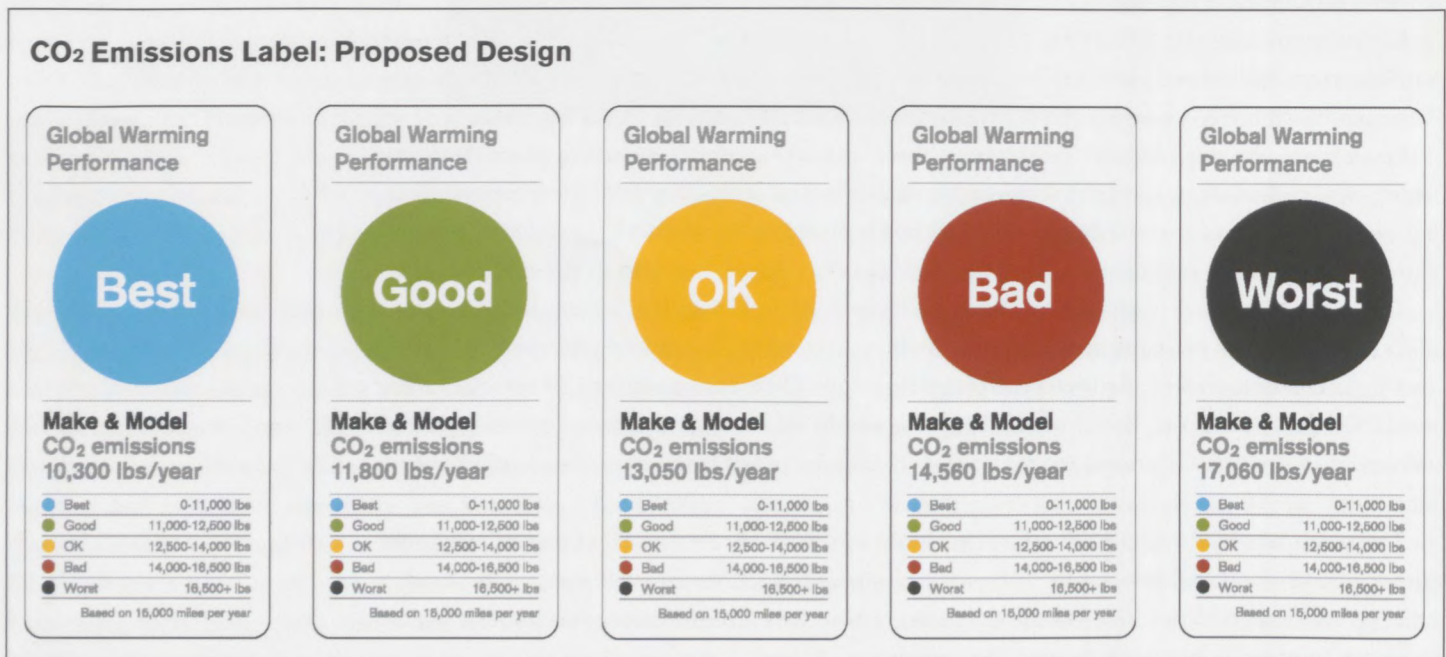 CO₂ Emissions Label: Proposed Design
Global Warming
Performance
Best
Make & Model
CO₂ emissions
10,300 lbs/year
Best 0-11,000 lbs
Good 11,000-12,500 lbs
OK 12,500-14,000 lbs
Bad 14,000-16,500 lbs
Worst 16,500+ lbs
Based on 15,000 miles per year
Global Warming
Performance
Good
Make & Model
CO₂ emissions
11,800 lbs/year
Best 0-11,000 lbs
Good 11,000-12,500 lbs
OK 12,500-14,000 lbs
Bad 14,000-16,500 lbs
Worst 16,500+ lbs
Based on 15,000 miles per year
Global Warming
Performance
OK
Make & Model
CO₂ emissions
13,050 lbs/year
Best 0-11,000 lbs
Good 11,000-12,500 lbs
OK 12,500-14,000 lbs
Bad 14,000-16,500 lbs
Worst 16,500+ lbs
Based on 15,000 miles per year
Global Warming
Performance
Bad
Make & Model
CO₂ emissions
14,560 lbs/year
Best 0-11,000 lbs
Good 11,000-12,500 lbs
OK 12,500-14,000 lbs
Bad 14,000-16,500 lbs
Worst 16,500+ lbs
Based on 15,000 miles per year
Global Warming
Performance
Worst
Make & Model
CO₂ emissions
17,060 lbs/year
Best 0-11,000 lbs
Good 11,000-12,500 lbs
OK 12,500-14,000 lbs
Bad 14,000-16,500 lbs
Worst 16,500+ lbs
Based on 15,000 miles per year